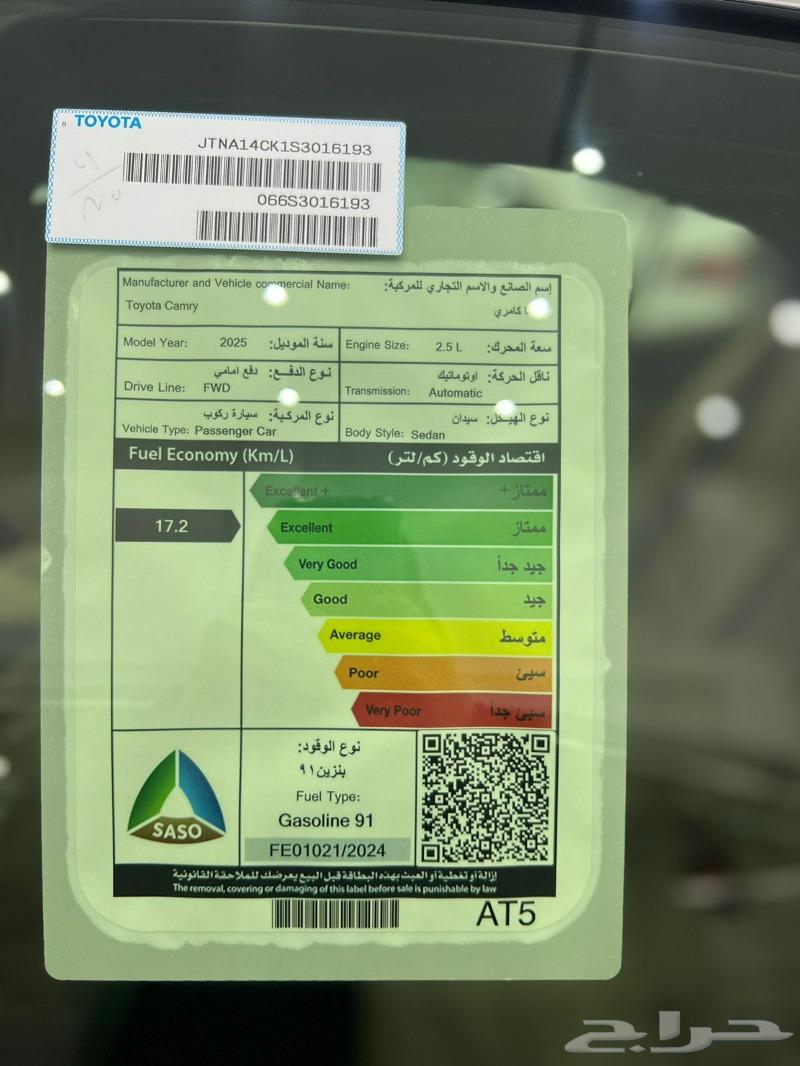 8 TOYOTA
JTNA14CK1S3016193
066S3016193
Manufacturer and Vehicle commercial Name: إسم الصانع والاسم التجاري للمركبة:
Toyota Camry كامري
Model Year: 2025 سنة الموديل:
Engine Size: 2.5 L سعة المحرك:
نوع الدفع: دفع امامي
Drive Line: FWD
ناقل الحركة: اوتوماتيك
Transmission: Automatic
نوع المركبة: سيارة ركوب
Vehicle Type: Passenger Car
نوع الهيكل: سيدان
Body Style: Sedan
Fuel Economy (Km/L) اقتصاد الوقود (كم/لتر)
Excellent + ممتاز+
17.2
Excellent ممتاز
Very Good جيد جداً
Good جيد
Average متوسط
Poor سيئ
Very Poor سيئ جداً
SASO
نوع الوقود:
بنزين ٩١
Fuel Type:
Gasoline 91
FE01021/2024
إزالة أو تغطية أو العبث بهذه البطاقة قبل البيع يعرضك للملاحقة القانونية
The removal, covering or damaging of this label before sale is punishable by law
AT5
حراج